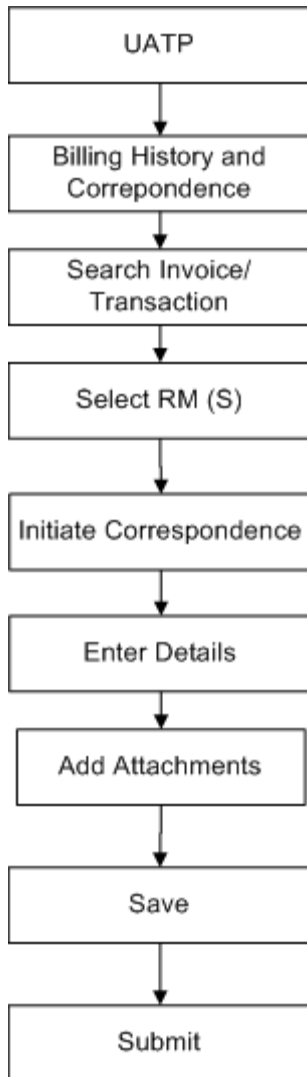 UATP
Billing History and
Correpondence
Search Invoice/
Transaction
Select RM (S)
Initiate Correspondence
Enter Details
Add Attachments
Save
Submit